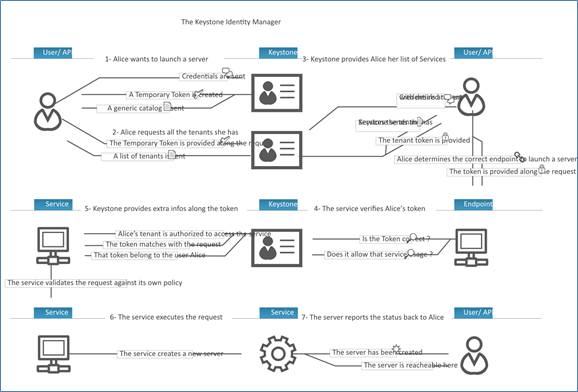 The Keystone Identity Manager
User/ API
Keystone
User/ API
1- Alice wants to launch a server
3- Keystone provides Alice her list of Services
Credentials are sent
A Temporary Token is created
A generic catalog is sent
2- Alice requests all the tenants she has
The Temporary Token is provided along the request
A list of tenants is sent
Credentials are sent
Keystone sends
The tenant token is provided
Alice determines the correct endpoint to launch a server
The token is provided along the request
Service
Keystone
Endpoint
5- Keystone provides extra infos along the token
4- The service verifies Alice's token
Alice's tenant is authorized to access the service
The token matches with the request
That token belong to the user Alice
Is the Token correct ?
Does it allow that service usage ?
The service validates the request against its own policy
Service
Service
User/ API
6- The service executes the request
7- The server reports the status back to Alice
The service creates a new server
The server has been created
The server is reacheable here